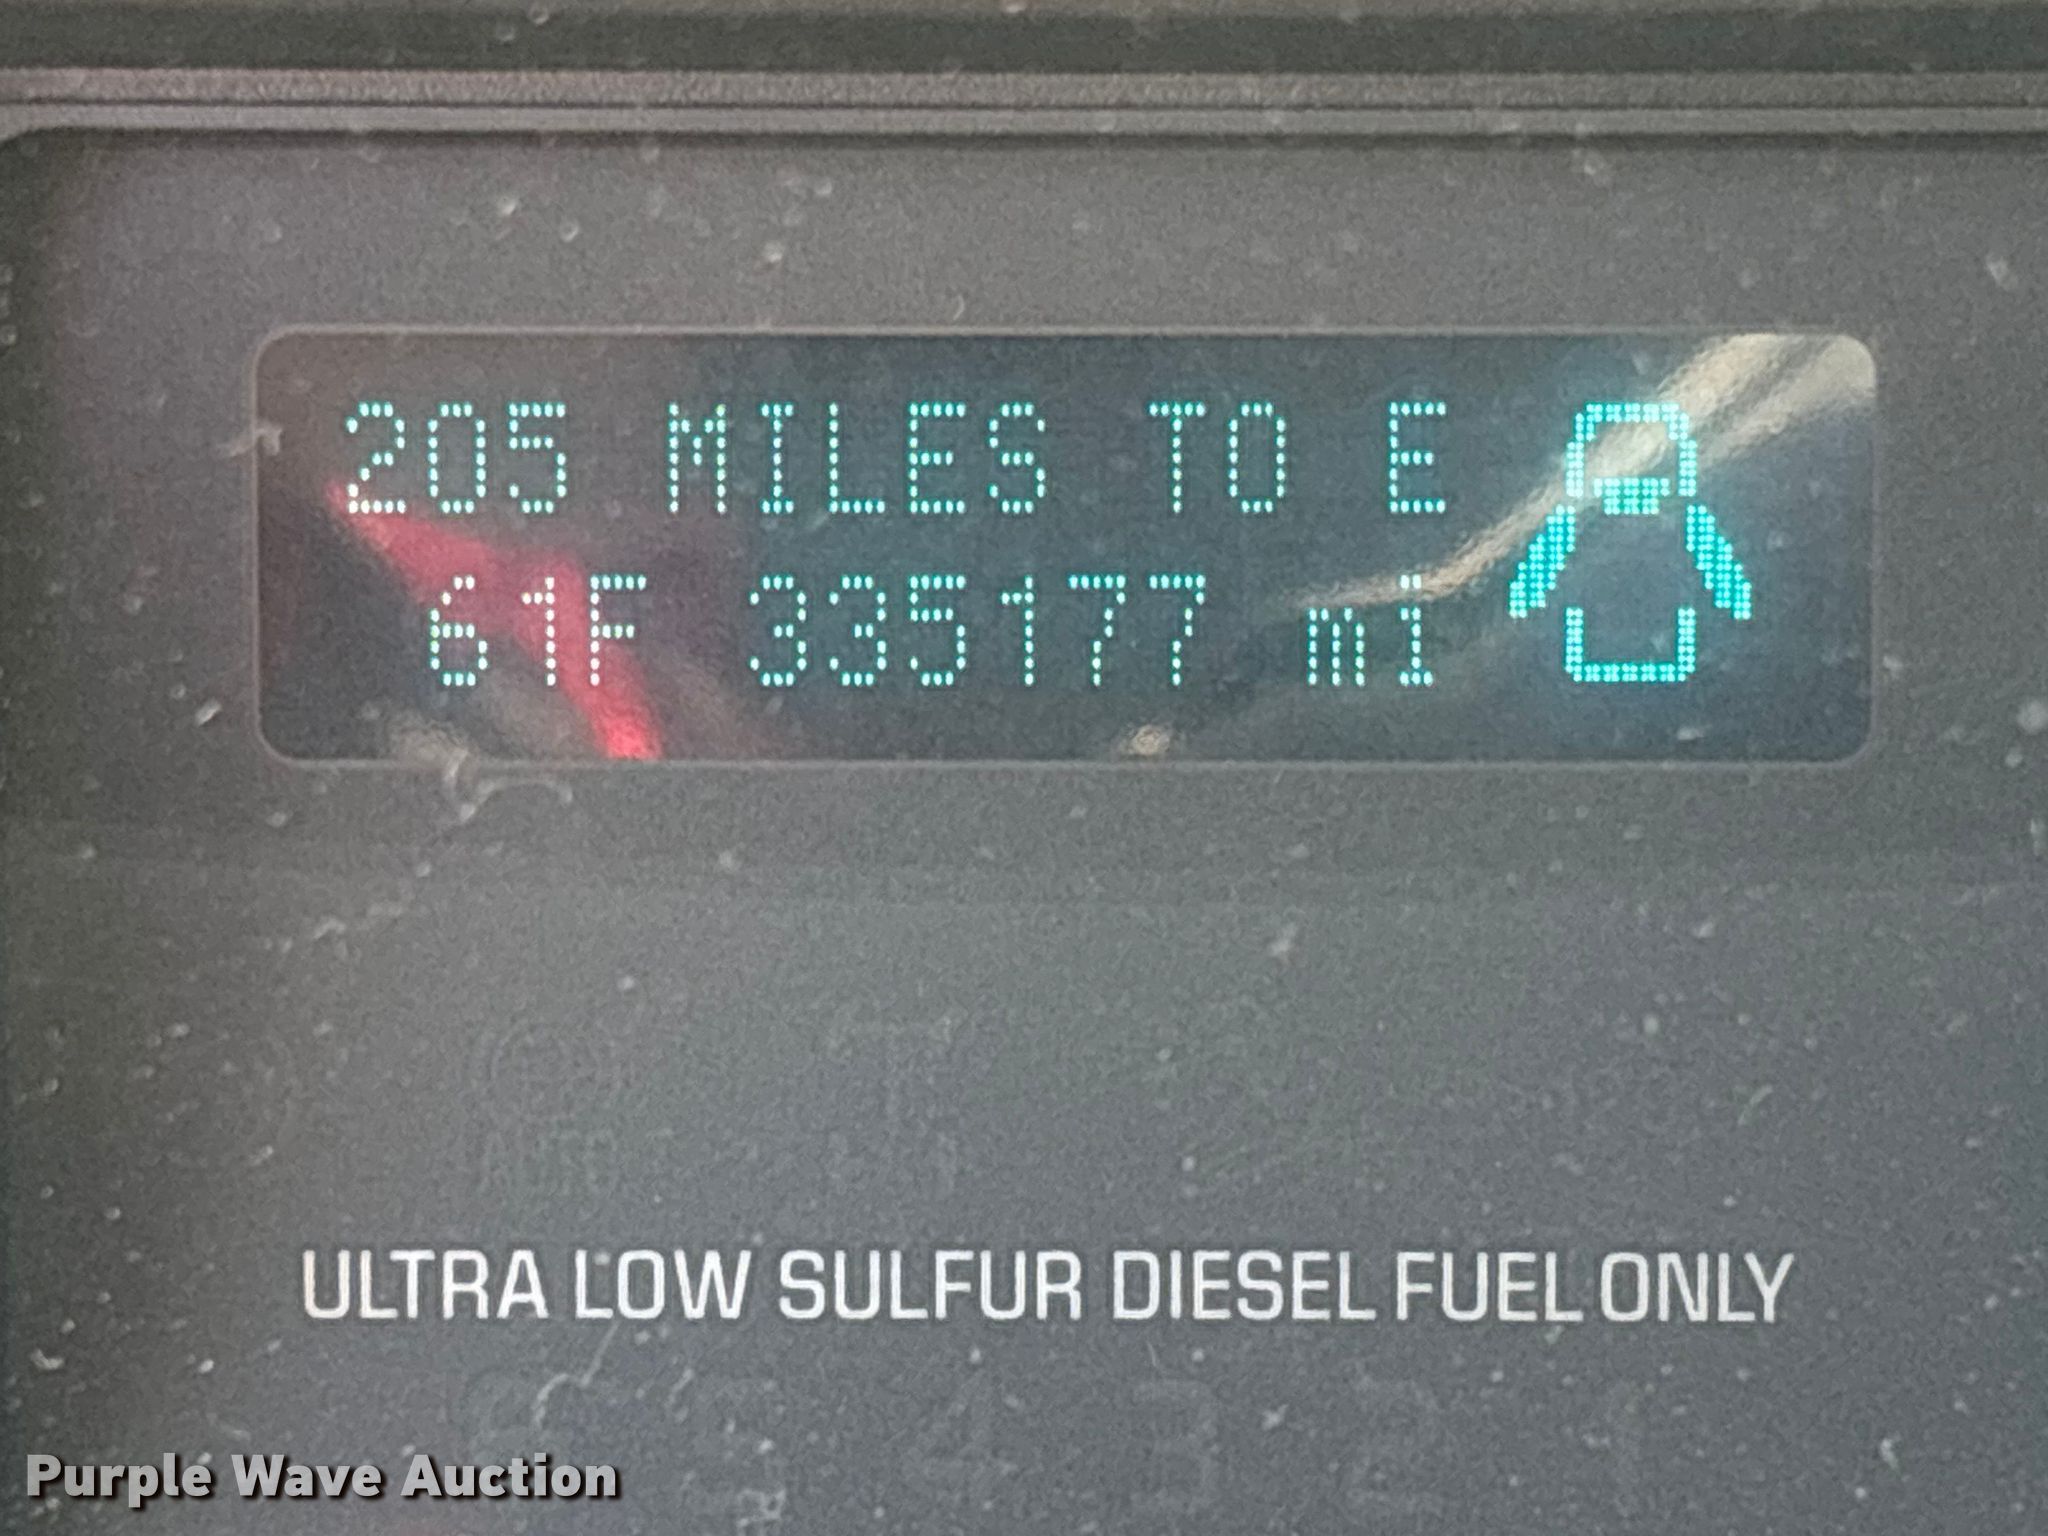 205 MILES TO E
61F 335177 mi
ULTRA LOW SULFUR DIESEL FUEL ONLY
Purple Wave Auction